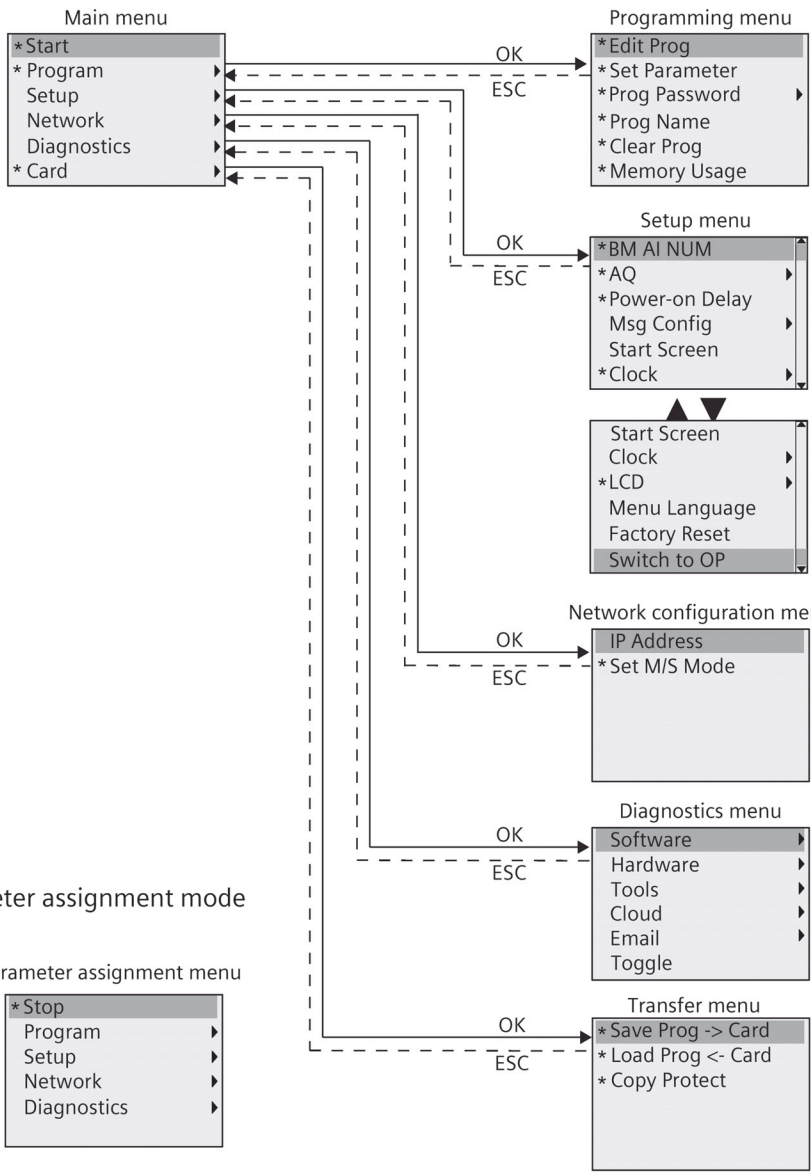 Main menu
*Start
* Program
Setup
Network
Diagnostics
* Card
Programming menu
*Edit Prog
*Set Parameter
*Prog Password
*Prog Name
*Clear Prog
*Memory Usage
OK
ESC
Setup menu
*BM AI NUM
*AQ
*Power-on Delay
Msg Config
Start Screen
*Clock
OK
ESC
Start Screen
Clock
*LCD
Menu Language
Factory Reset
Switch to OP
Network configuration me
IP Address
* Set M/S Mode
OK
ESC
Diagnostics menu
Software
Hardware
Tools
Cloud
Email
Toggle
OK
ESC
eter assignment mode
rameter assignment menu
* Stop
Program
Setup
Network
Diagnostics
Transfer menu
* Save Prog -> Card
* Load Prog <- Card
* Copy Protect
OK
ESC